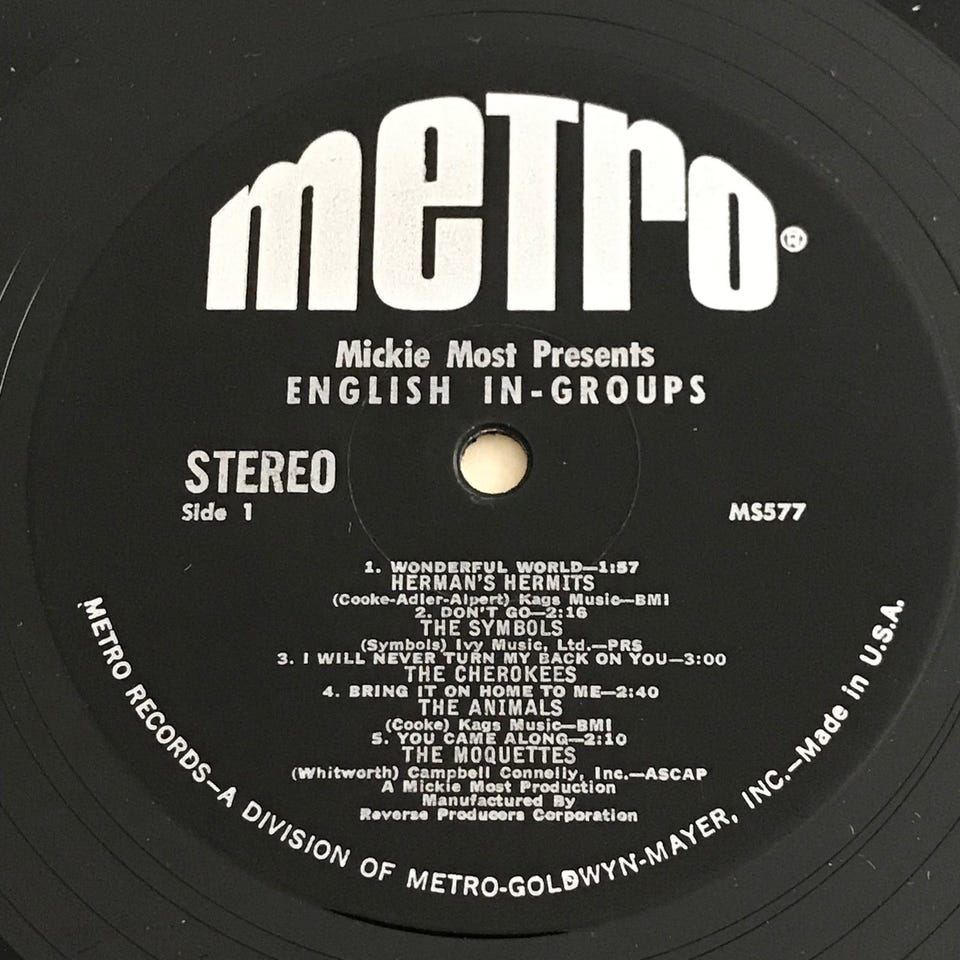 metro®
Mickie Most Presents
ENGLISH IN-GROUPS
STEREO
Side 1
MS577
1. WONDERFUL WORLD—1:57
HERMAN'S HERMITS
(Cooke-Adler-Alpert) Kags Music—BMI
2. DON'T GO—2:16
THE SYMBOLS
(Symbols) Ivy Music, Ltd.—PRS
3. I WILL NEVER TURN MY BACK ON YOU—3:00
THE CHEROKEES
4. BRING IT ON HOME TO ME—2:40
THE ANIMALS
(Cooke) Kags Music—BMI
5. YOU CAME ALONG—2:10
THE MOQUETTES
(Whitworth) Campbell Connelly, Inc.—ASCAP
A Mickie Most Production
Manufactured By
Reverse Producers Corporation
METRO RECORDS—A DIVISION OF METRO-GOLDWYN-MAYER, INC.—Made in U.S.A.